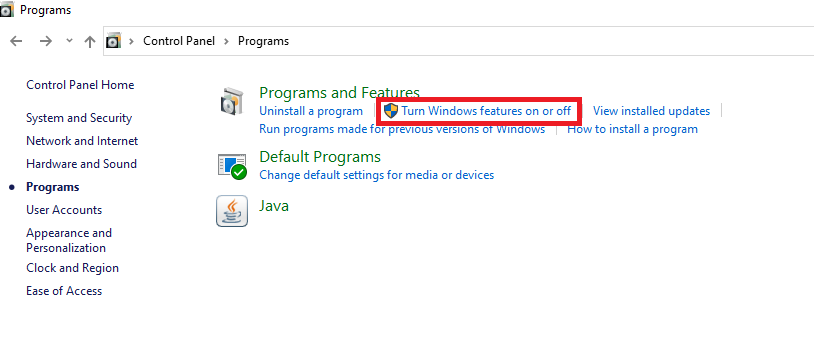 Programs
Control Panel Programs
Control Panel Home
System and Security
Network and Internet
Hardware and Sound
Programs
User Accounts
Appearance and
Personalization
Clock and Region
Ease of Access
Programs and Features
Uninstall a program Turn Windows features on or off View installed updates
Run programs made for previous versions of Windows How to install a program
Default Programs
Change default settings for media or devices
Java